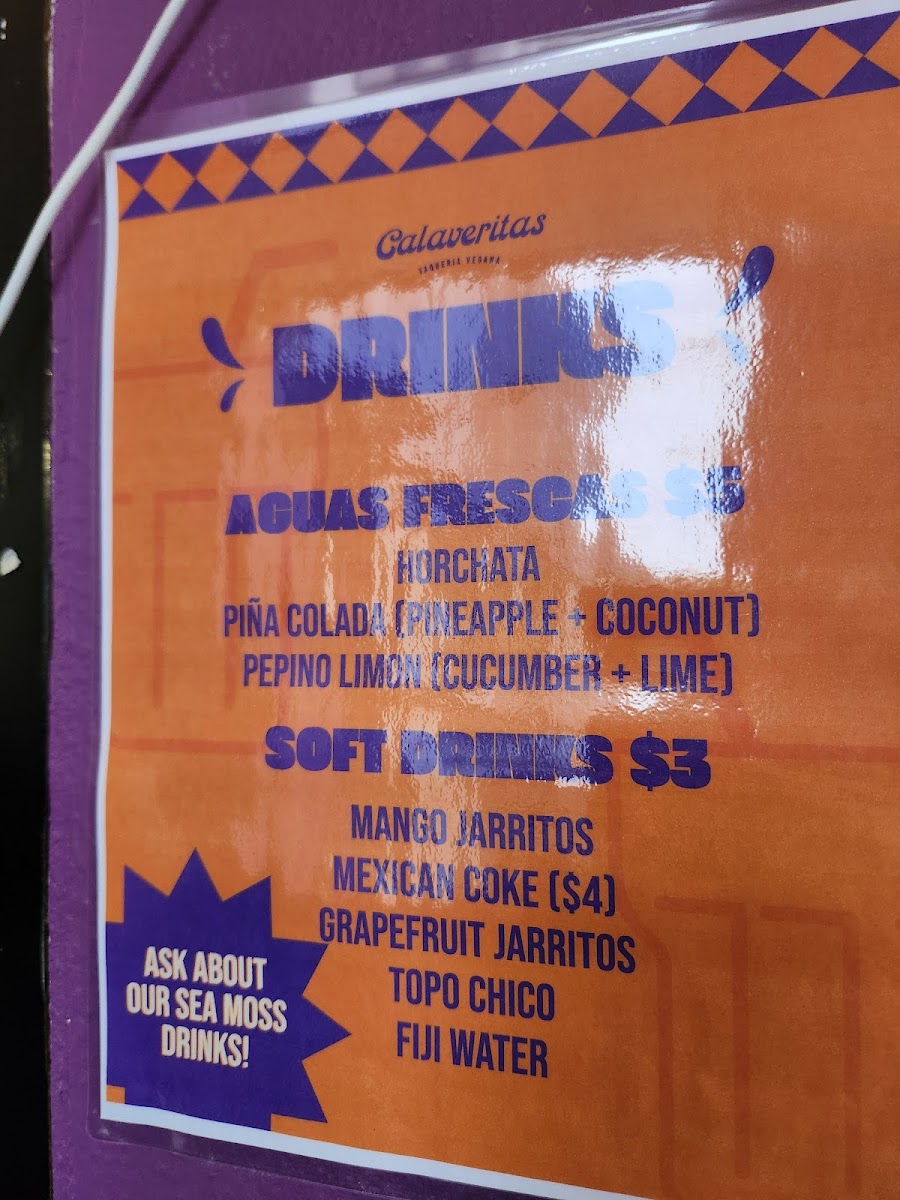 Calaveritas
TAQUERIA VEGANA
DRINKS
AGUAS FRESCAS $5
HORCHATA
PIÑA COLADA (PINEAPPLE + COCONUT)
PEPINO LIMON (CUCUMBER + LIME)
SOFT DRINKS $3
MANGO JARRITOS
MEXICAN COKE ($4)
GRAPEFRUIT JARRITOS
TOPO CHICO
FIJI WATER
ASK ABOUT
OUR SEA MOSS
DRINKS!